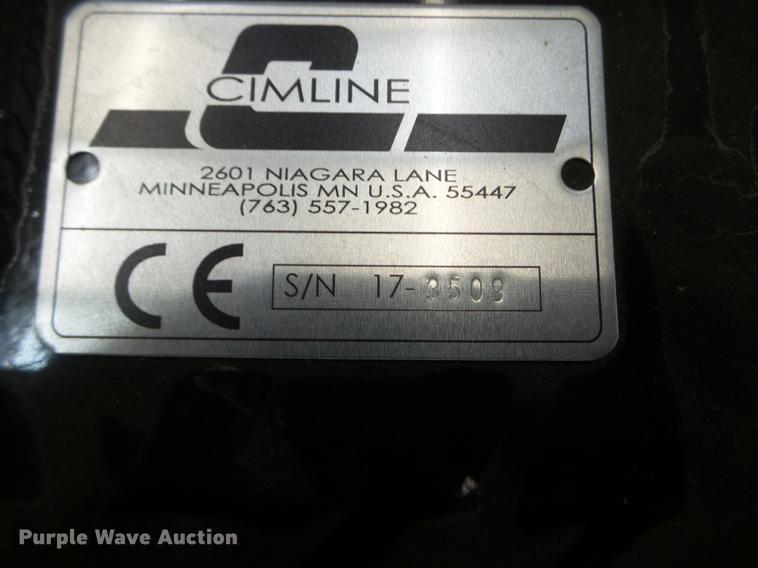 CIMLINE
2601 NIAGARA LANE
MINNEAPOLIS MN U.S.A. 55447
(763) 557-1982
CE
S/N 17-3509
Purple Wave Auction